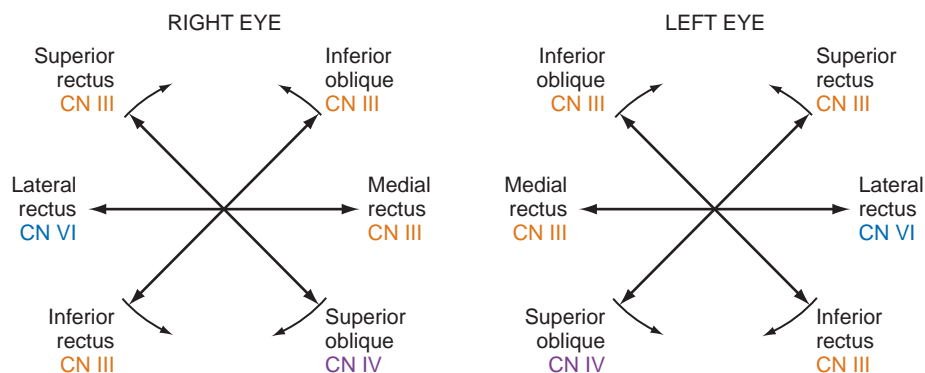 RIGHT EYE
Superior
rectus
CN III
Inferior
oblique
CN III
Lateral
rectus
CN VI
Medial
rectus
CN III
Inferior
rectus
CN III
Superior
oblique
CN IV
LEFT EYE
Inferior
oblique
CN III
Superior
rectus
CN III
Medial
rectus
CN III
Lateral
rectus
CN VI
Superior
oblique
CN IV
Inferior
rectus
CN III